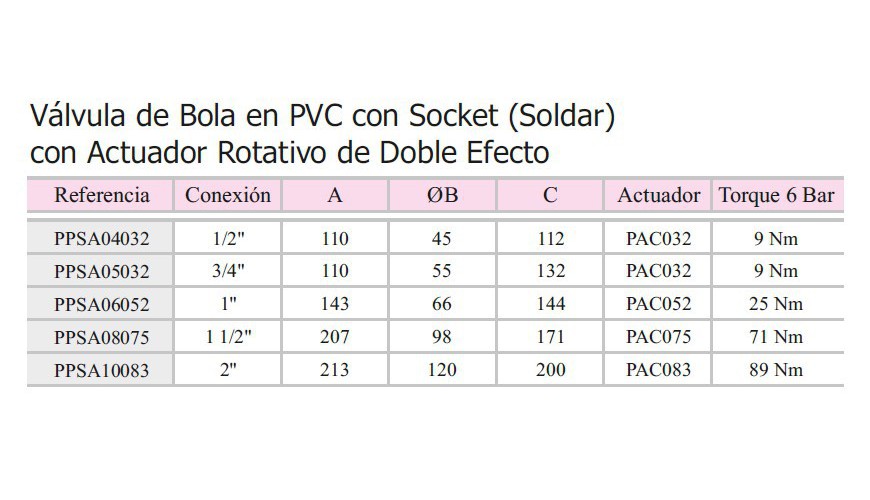 Válvula de Bola en PVC con Socket (Soldar)
con Actuador Rotativo de Doble Efecto
Referencia Conexión A ØB C Actuador Torque 6 Bar
PPSA04032 1/2" 110 45 112 PAC032 9 Nm
PPSA05032 3/4" 110 55 132 PAC032 9 Nm
PPSA06052 1" 143 66 144 PAC052 25 Nm
PPSA08075 1 1/2" 207 98 171 PAC075 71 Nm
PPSA10083 2" 213 120 200 PAC083 89 Nm